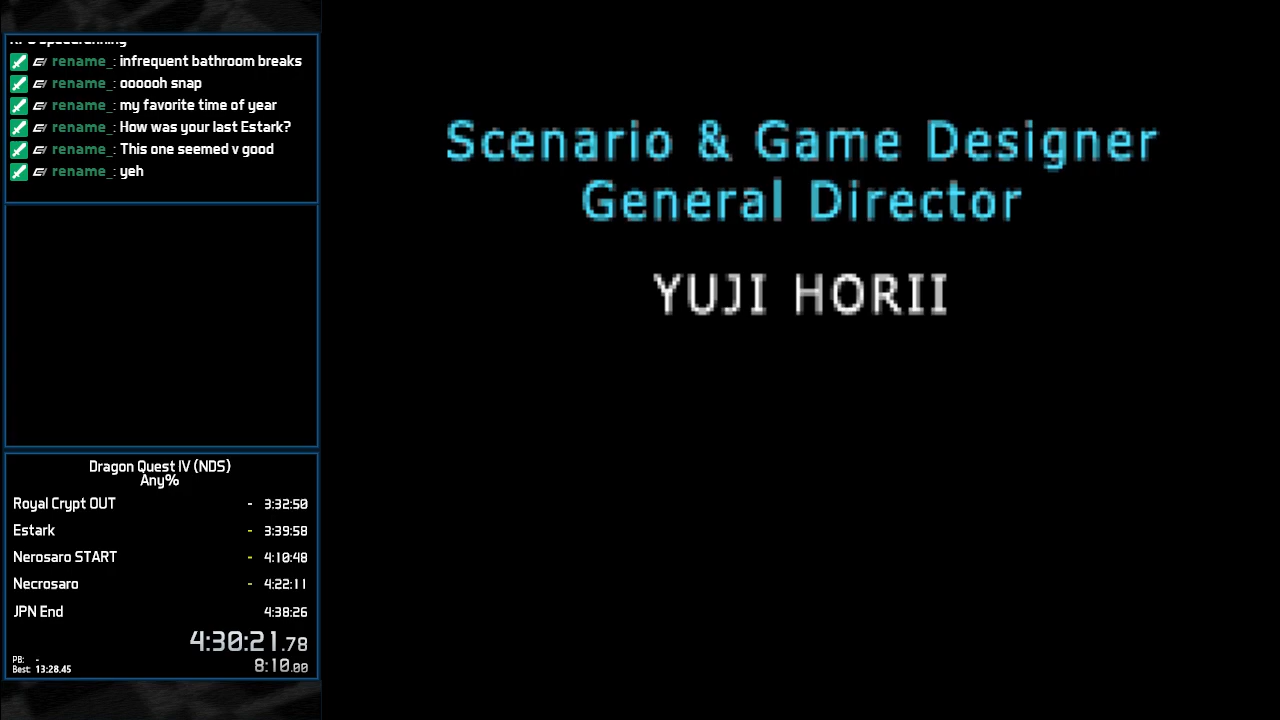 rename_: infrequent bathroom breaks
rename_: oooooh snap
rename_: my favorite time of year
rename_: How was your last Estark?
rename_: This one seemed v good
rename_: yeh
Scenario & Game Designer
General Director
YUJI HORII
Dragon Quest IV (NDS)
Any%
Royal Crypt OUT - 3:32:50
Estark - 3:39:58
Nerosaro START - 4:10:48
Necrosaro - 4:22:11
JPN End 4:38:26
4:30:21.78
PB: - 8:10.00
Best: 13:28.45